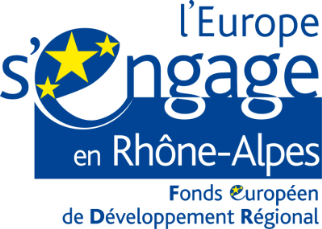 l'Europe
s'engage
en Rhône-Alpes
Fonds européen
de Développement Régional